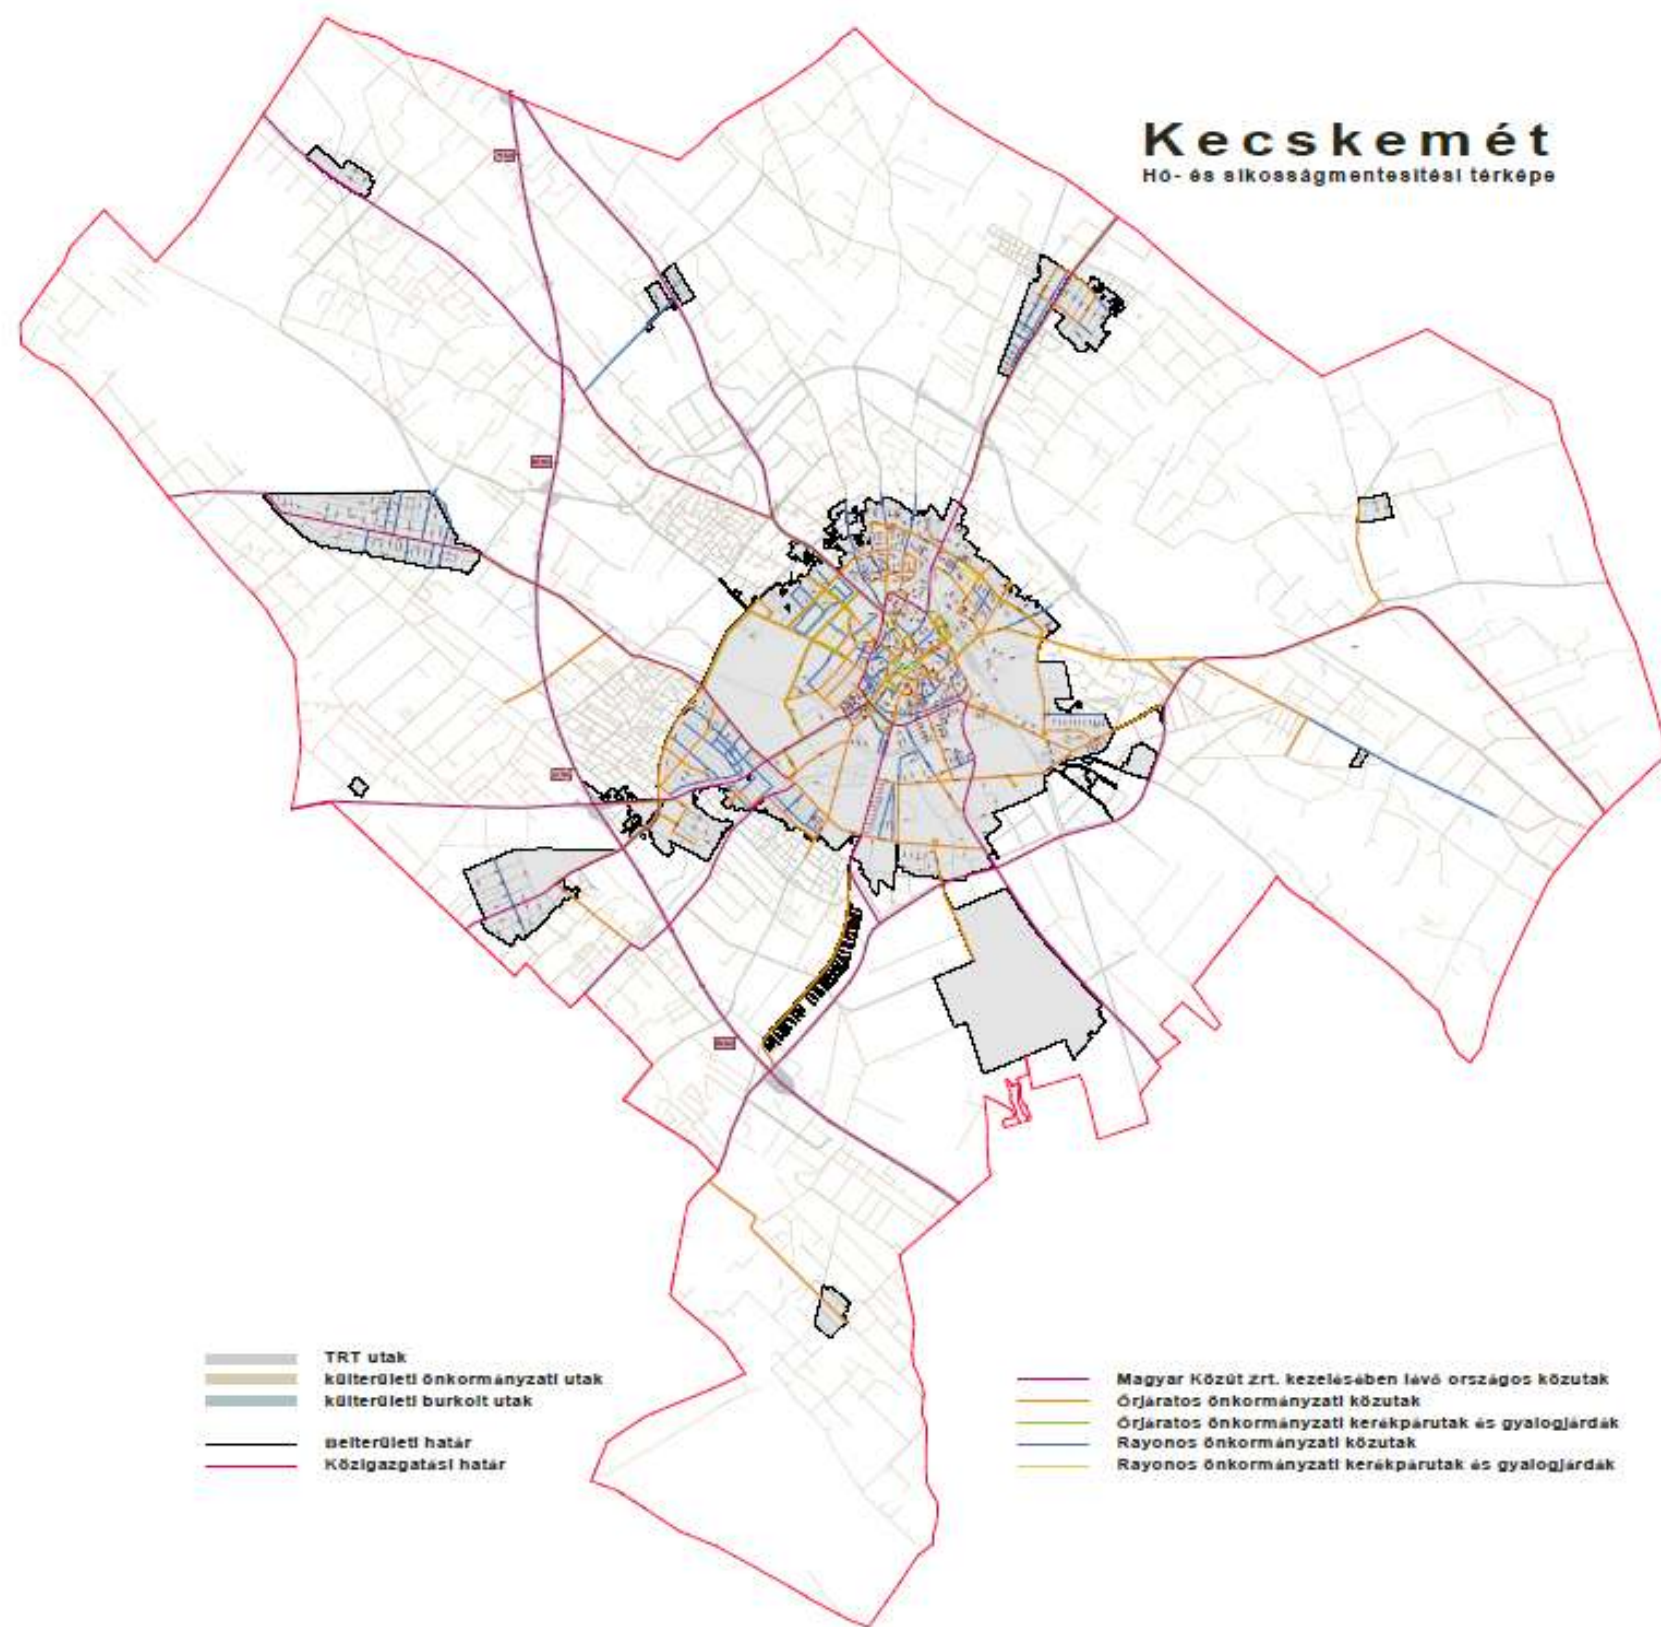 Kecskemét
Hó- és síkosságmentesítési térképe
TRT utak
külterületi önkormányzati utak
külterületi burkolt utak
Belterületi határ
Közigazgatási határ
Magyar Közút Zrt. kezelésében lévő országos közutak
Őrjáratos önkormányzati közutak
Őrjáratos önkormányzati kerékpárutak és gyalogjárdák
Rayonos önkormányzati közutak
Rayonos önkormányzati kerékpárutak és gyalogjárdák